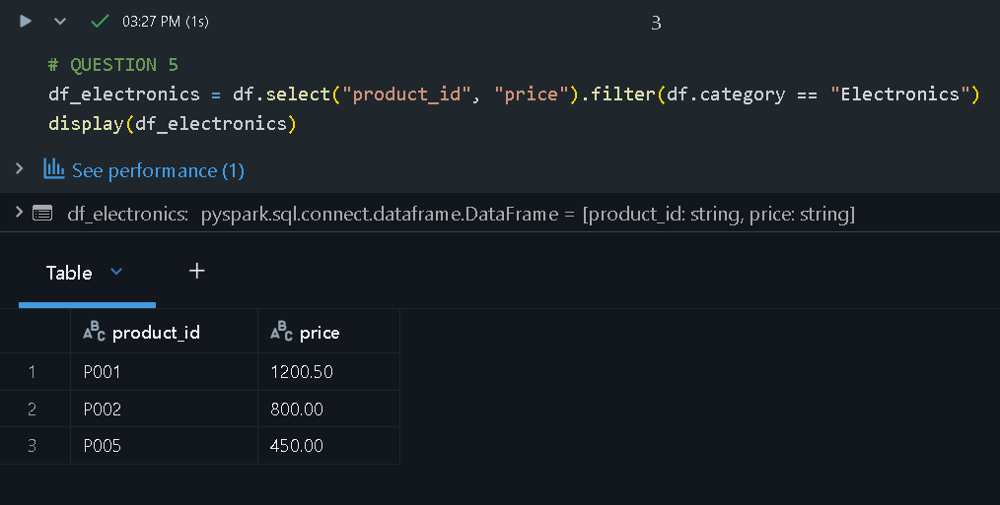 03:27 PM (1s)
3
# QUESTION 5
df_electronics = df.select("product_id", "price").filter(df.category == "Electronics")
display(df_electronics)
See performance (1)
df_electronics: pyspark.sql.connect.dataframe.DataFrame = [product_id: string, price: string]
Table +
ABC product_id ABC price
1 P001 1200.50
2 P002 800.00
3 P005 450.00